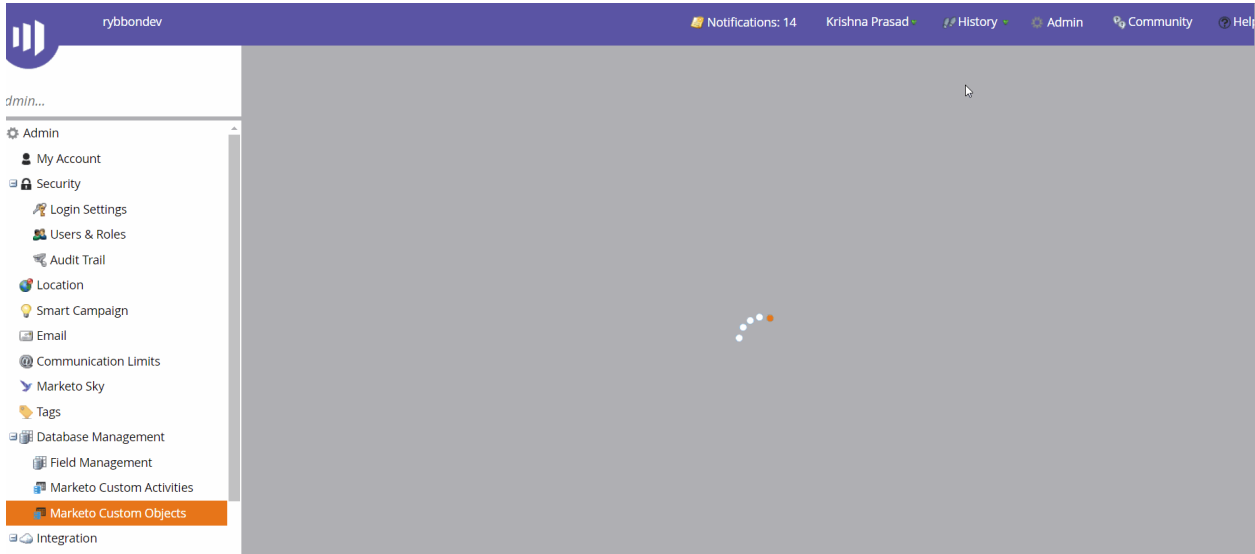 rybbondev
Notifications: 14
Krishna Prasad
History
Admin
Community
Help
dmin...
Admin
My Account
Security
Login Settings
Users & Roles
Audit Trail
Location
Smart Campaign
Email
Communication Limits
Marketo Sky
Tags
Database Management
Field Management
Marketo Custom Activities
Marketo Custom Objects
Integration